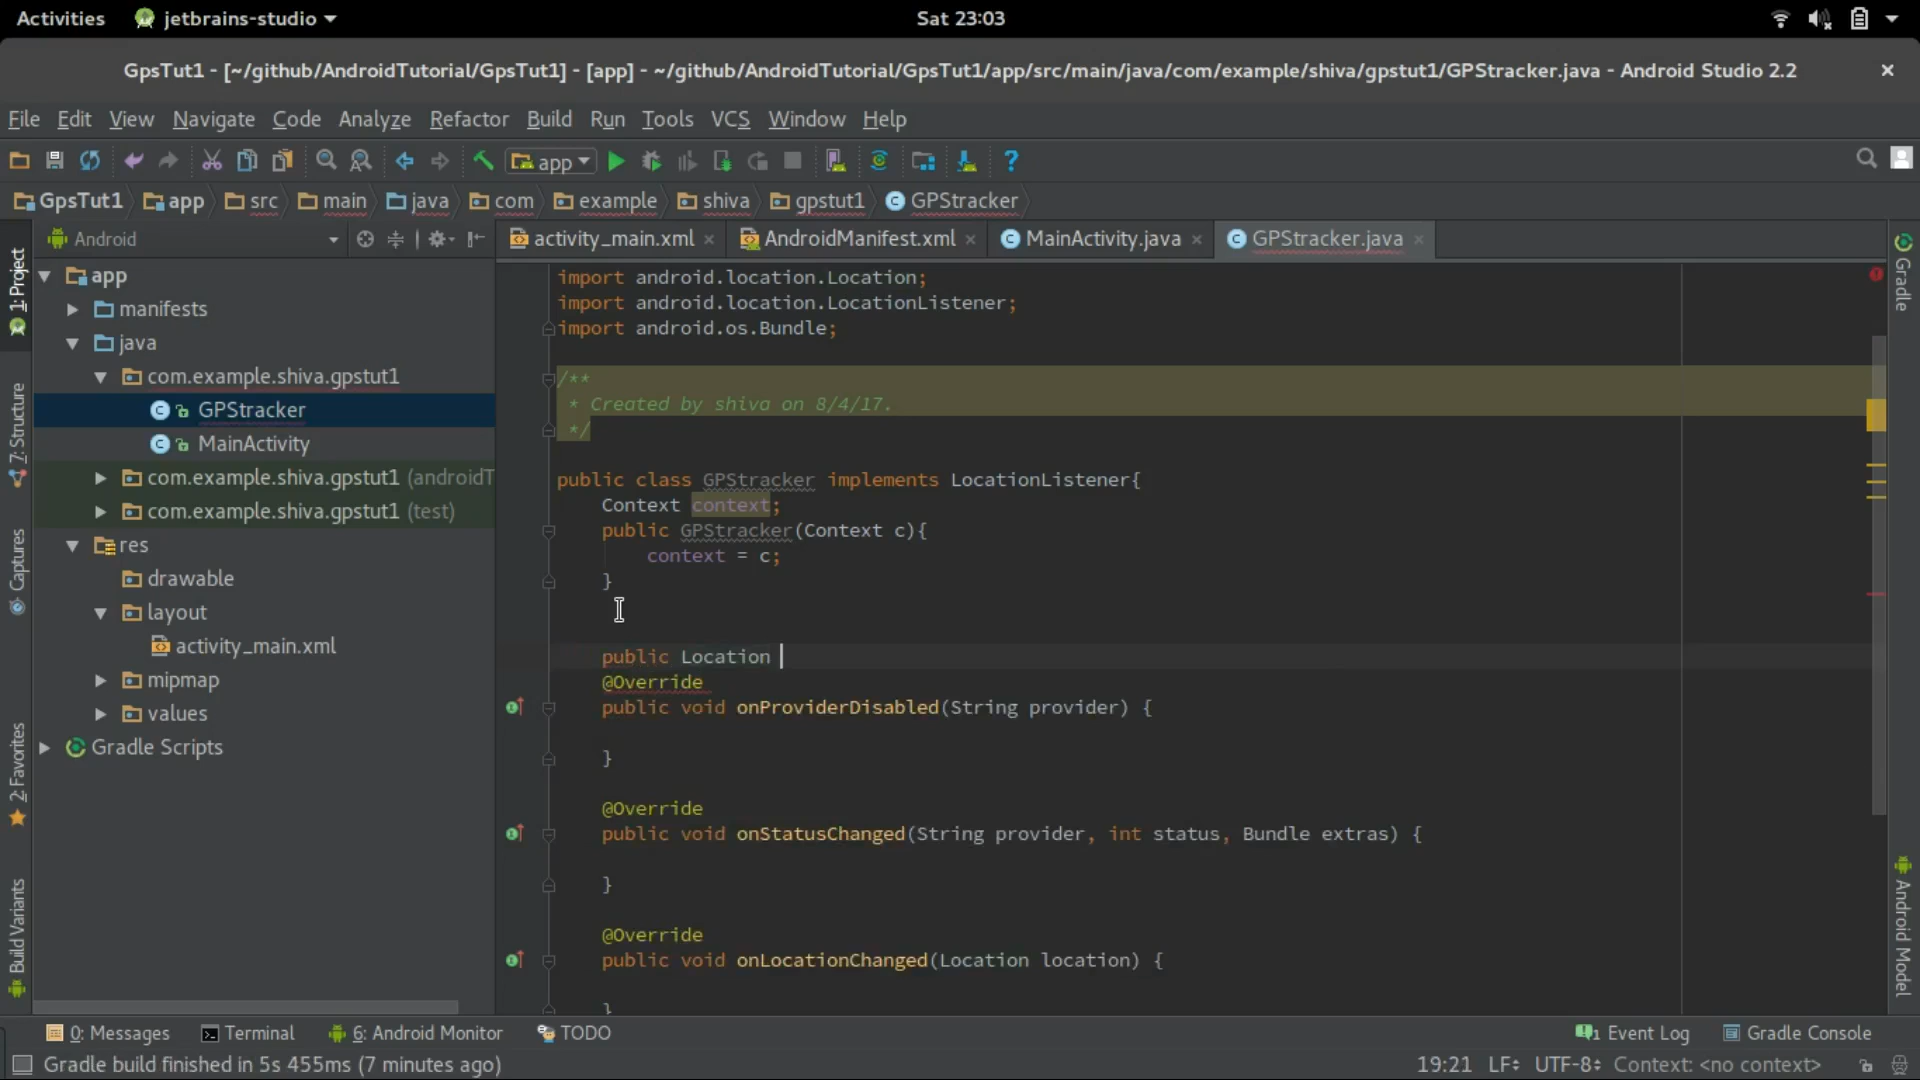 Activities jetbrains-studio Sat 23:03
GpsTut1 - [~/github/AndroidTutorial/GpsTut1] - [app] - ~/github/AndroidTutorial/GpsTut1/app/src/main/java/com/example/shiva/gpstut1/GPStracker.java - Android Studio 2.2
File Edit View Navigate Code Analyze Refactor Build Run Tools VCS Window Help
app
GpsTut1 app src main java com example shiva gpstut1 GPStracker
Android
activity_main.xml AndroidManifest.xml MainActivity.java GPStracker.java
1: Project
7: Structure
Captures
2: Favorites
Build Variants
app
manifests
java
com.example.shiva.gpstut1
GPStracker
MainActivity
com.example.shiva.gpstut1 (androidT
com.example.shiva.gpstut1 (test)
res
drawable
layout
activity_main.xml
mipmap
values
Gradle Scripts
import android.location.Location;
import android.location.LocationListener;
import android.os.Bundle;
/**
* Created by shiva on 8/4/17.
*/
public class GPStracker implements LocationListener{
Context context;
public GPStracker(Context c){
context = c;
}
public Location
@Override
public void onProviderDisabled(String provider) {
}
@Override
public void onStatusChanged(String provider, int status, Bundle extras) {
}
@Override
public void onLocationChanged(Location location) {
}
Gradle
Android Model
0: Messages Terminal 6: Android Monitor TODO 1 Event Log Gradle Console
Gradle build finished in 5s 455ms (7 minutes ago) 19:21 LF UTF-8 Context: <no context>